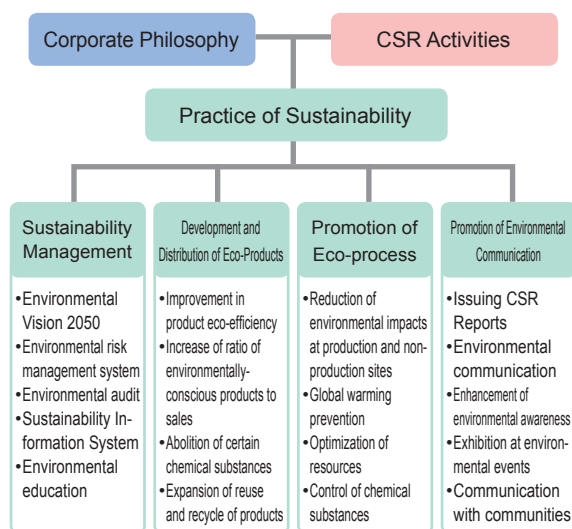 Corporate Philosophy
CSR Activities
Practice of Sustainability
Sustainability
Management
•Environmental
Vision 2050
•Environmental risk
management system
•Environmental audit
•Sustainability In-
formation System
•Environmental
education
Development and
Distribution of Eco-Products
•Improvement in
product eco-efficiency
•Increase of ratio of
environmentally-
conscious products to
sales
•Abolition of certain
chemical substances
•Expansion of reuse
and recycle of products
Promotion of
Eco-process
•Reduction of
environmental impacts
at production and non-
production sites
•Global warming
prevention
•Optimization of
resources
•Control of chemical
substances
Promotion of Environmental
Communication
•Issuing CSR
Reports
•Environmental
communication
•Enhancement of
environmental awareness
•Exhibition at environ-
mental events
•Communication
with communities